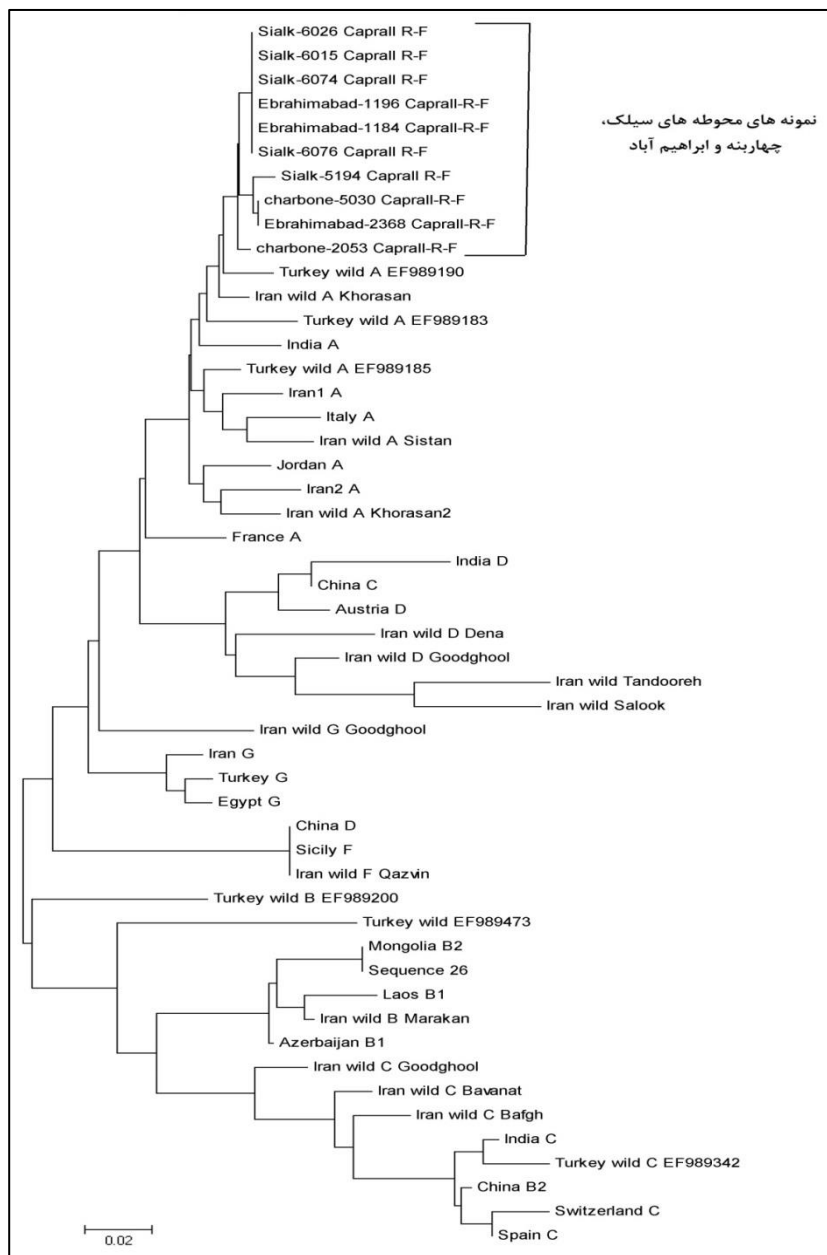 Sialk-6026 Caprall R-F
Sialk-6015 Caprall R-F
Sialk-6074 Caprall R-F
Ebrahimabad-1196 Caprall-R-F
Ebrahimabad-1184 Caprall-R-F
Sialk-6076 Caprall R-F
Sialk-5194 Caprall R-F
charbone-5030 Caprall-R-F
Ebrahimabad-2368 Caprall-R-F
charbone-2053 Caprall-R-F
نمونه های محوطه های سیلک،
چهاربنه و ابراهیم آباد
Turkey wild A EF989190
Iran wild A Khorasan
Turkey wild A EF989183
India A
Turkey wild A EF989185
Iran1 A
Italy A
Iran wild A Sistan
Jordan A
Iran2 A
Iran wild A Khorasan2
France A
India D
China C
Austria D
Iran wild D Dena
Iran wild D Goodghool
Iran wild Tandooreh
Iran wild Salook
Iran wild G Goodghool
Iran G
Turkey G
Egypt G
China D
Sicily F
Iran wild F Qazvin
Turkey wild B EF989200
Turkey wild EF989473
Mongolia B2
Sequence 26
Laos B1
Iran wild B Marakan
Azerbaijan B1
Iran wild C Goodghool
Iran wild C Bavanat
Iran wild C Bafgh
India C
Turkey wild C EF989342
China B2
Switzerland C
Spain C
0.02